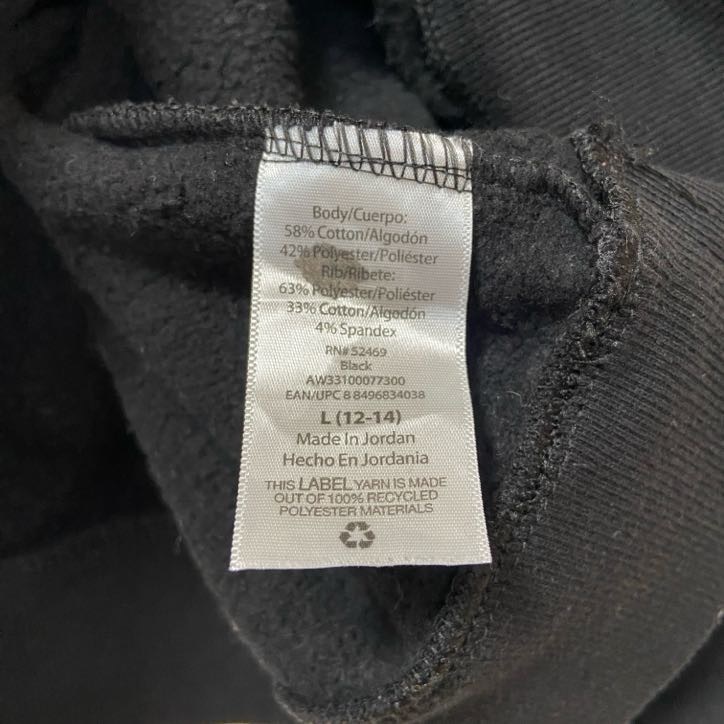 Body/Cuerpo:
58% Cotton/Algodón
42% Polyester/Poliéster
Rib/Ribete:
63% Polyester/Poliéster
33% Cotton/Algodón
4% Spandex
RN# 52469
Black
AW33100077300
EAN/UPC 8 8496834038
L (12-14)
Made In Jordan
Hecho En Jordania
THIS LABEL YARN IS MADE
OUT OF 100% RECYCLED
POLYESTER MATERIALS